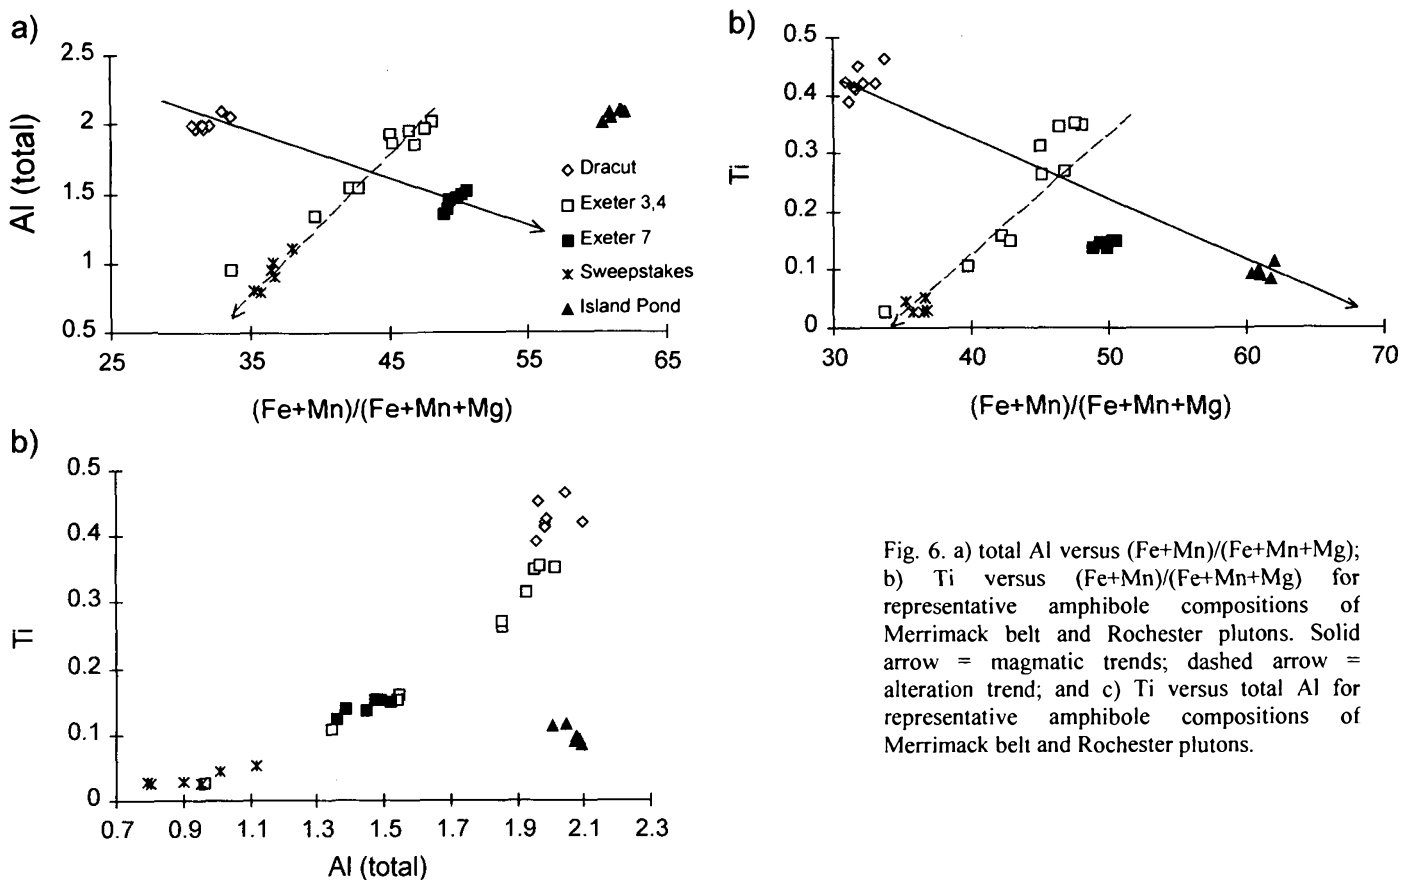 a)
2.5
2
1.5
1
0.5
Al (total)
25
35
45
55
65
(Fe+Mn)/(Fe+Mn+Mg)
Dracut
Exeter 3,4
Exeter 7
Sweepstakes
Island Pond
b)
0.5
0.4
0.3
0.2
0.1
0
Ti
30
40
50
60
70
(Fe+Mn)/(Fe+Mn+Mg)
b)
0.5
0.4
0.3
0.2
0.1
0
Ti
0.7
0.9
1.1
1.3
1.5
1.7
1.9
2.1
2.3
Al (total)
Fig. 6. a) total Al versus (Fe+Mn)/(Fe+Mn+Mg);
b) Ti versus (Fe+Mn)/(Fe+Mn+Mg) for
representative amphibole compositions of
Merrimack belt and Rochester plutons. Solid
arrow = magmatic trends; dashed arrow =
alteration trend; and c) Ti versus total Al for
representative amphibole compositions of
Merrimack belt and Rochester plutons.